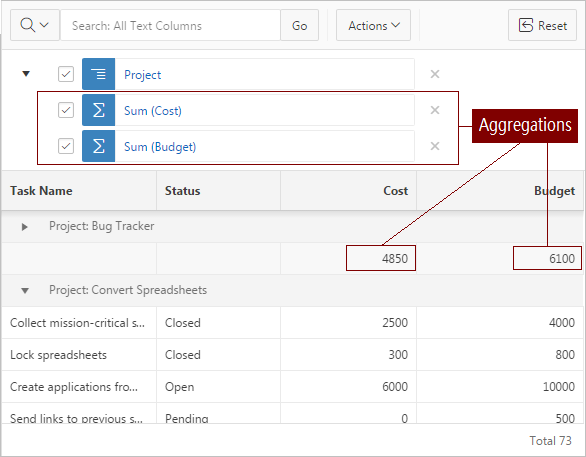 Search: All Text Columns Go Actions Reset
Project
Sum (Cost)
Aggregations
Sum (Budget)
Task Name Status Cost Budget
Project: Bug Tracker
4850 6100
Project: Convert Spreadsheets
Collect mission-critical s... Closed 2500 4000
Lock spreadsheets Closed 300 800
Create applications fro... Open 6000 10000
Send links to previous s... Pending 0 500
Total 73